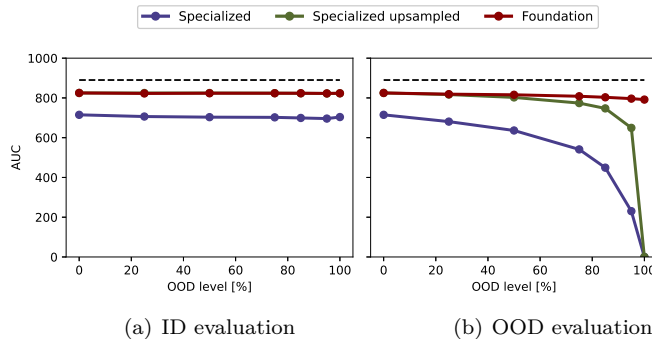 Specialized Specialized upsampled Foundation
1000
800
600
400
200
0
AUC
0 20 40 60 80 100
OOD level [%]
0 20 40 60 80 100
OOD level [%]
(a) ID evaluation
(b) OOD evaluation